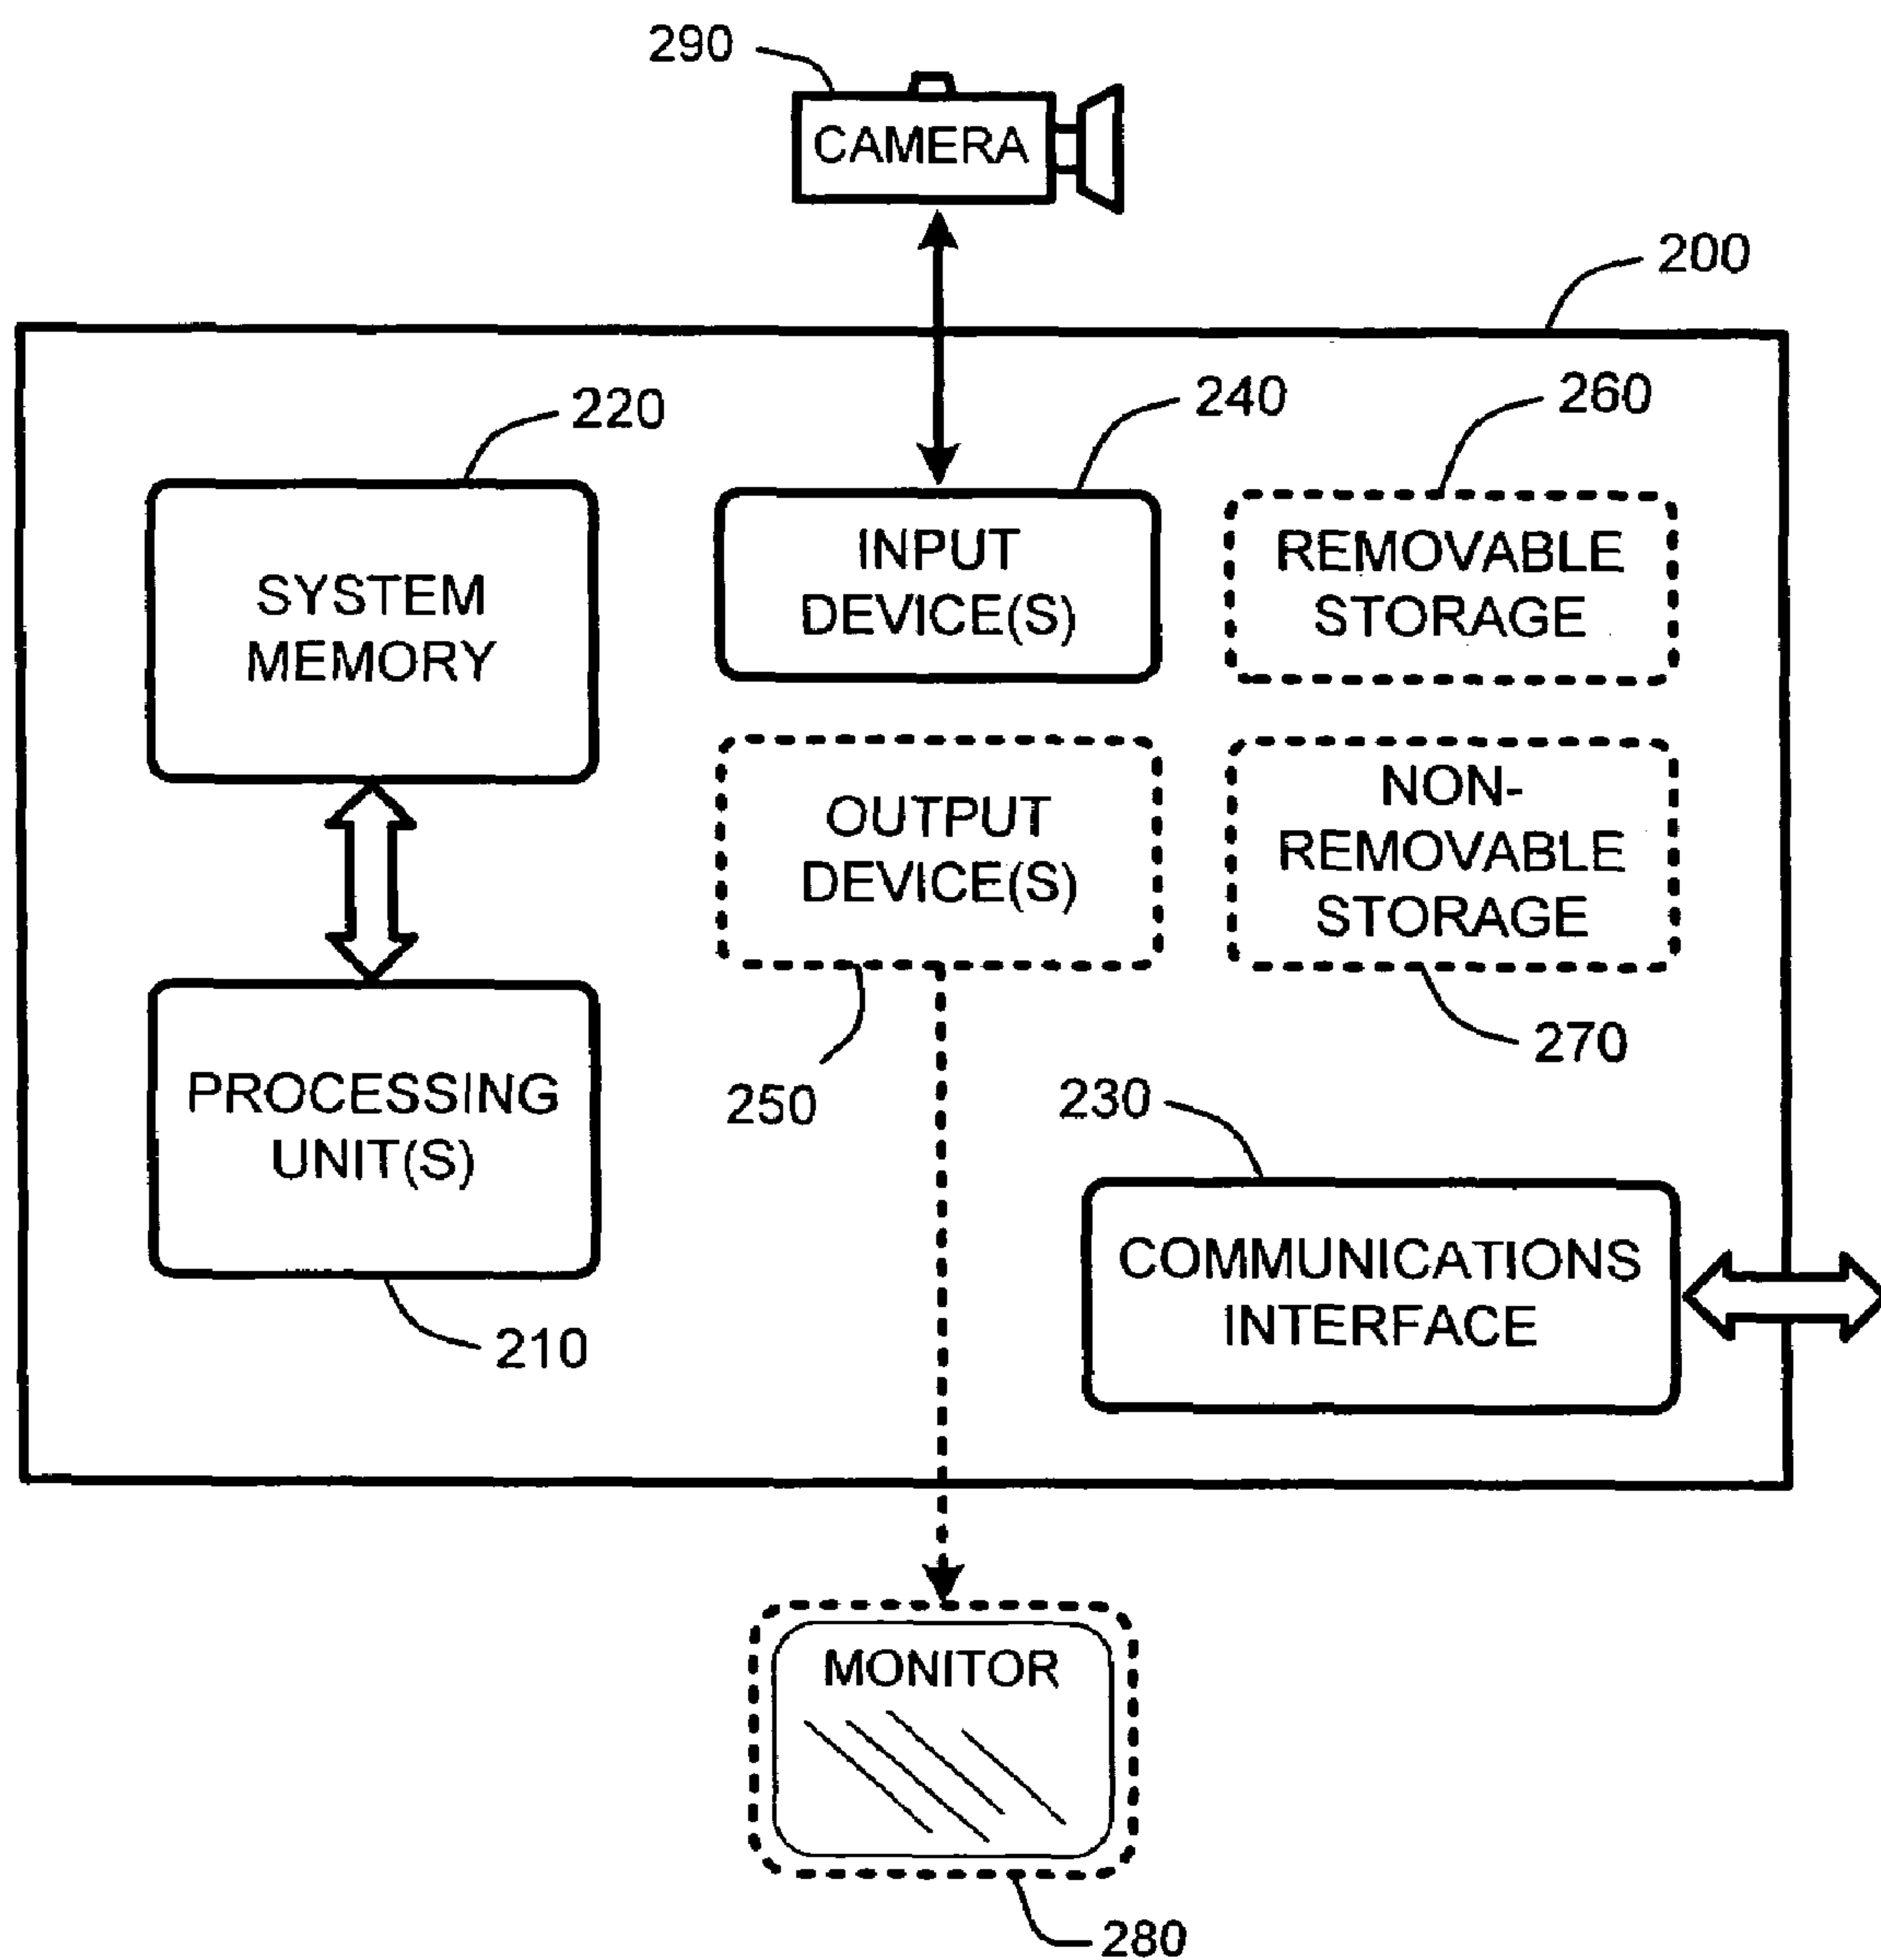 290
CAMERA
200
220
240
260
SYSTEM
MEMORY
INPUT
DEVICE(S)
REMOVABLE
STORAGE
OUTPUT
DEVICE(S)
NON-
REMOVABLE
STORAGE
250
270
PROCESSING
UNIT(S)
210
230
COMMUNICATIONS
INTERFACE
MONITOR
280